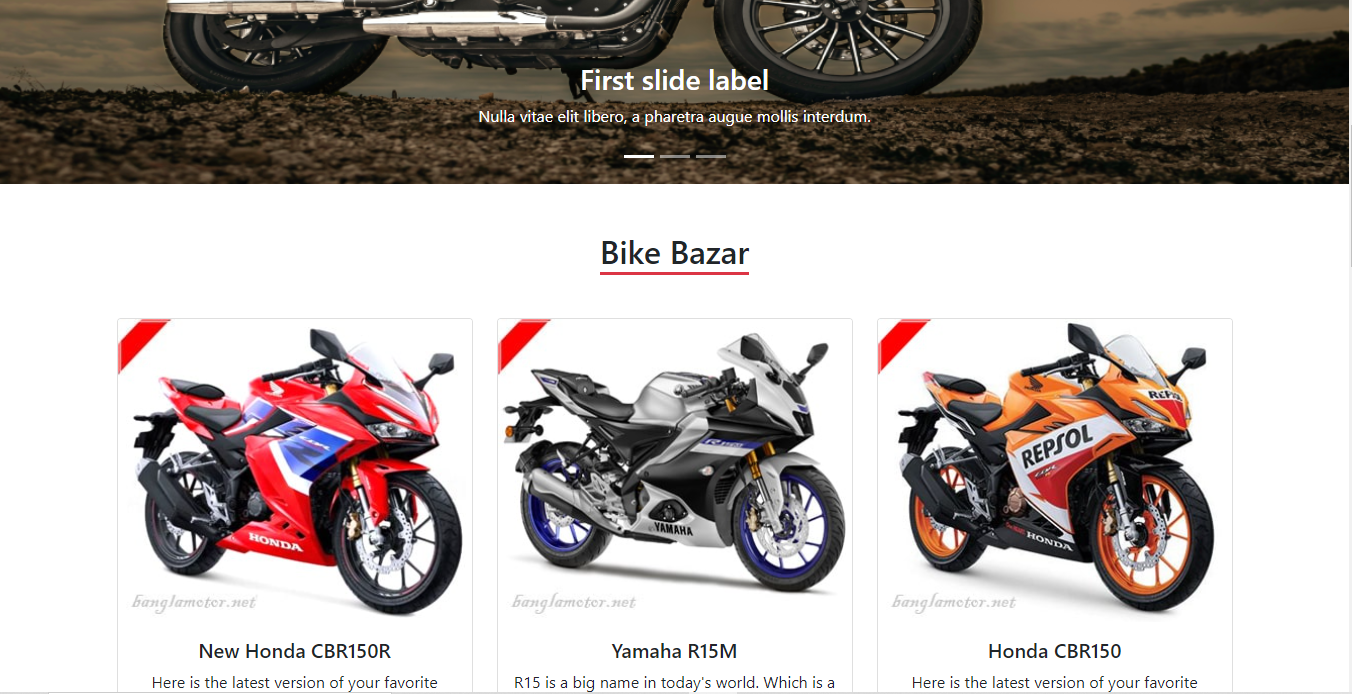 First slide label
Nulla vitae elit libero, a pharetra augue mollis interdum.
Bike Bazar
HONDA
banglamotor.net
YAMAHA
banglamotor.net
REPSOL
HONDA
banglamotor.net
New Honda CBR150R
Yamaha R15M
Honda CBR150
Here is the latest version of your favorite
R15 is a big name in today's world. Which is a
Here is the latest version of your favorite